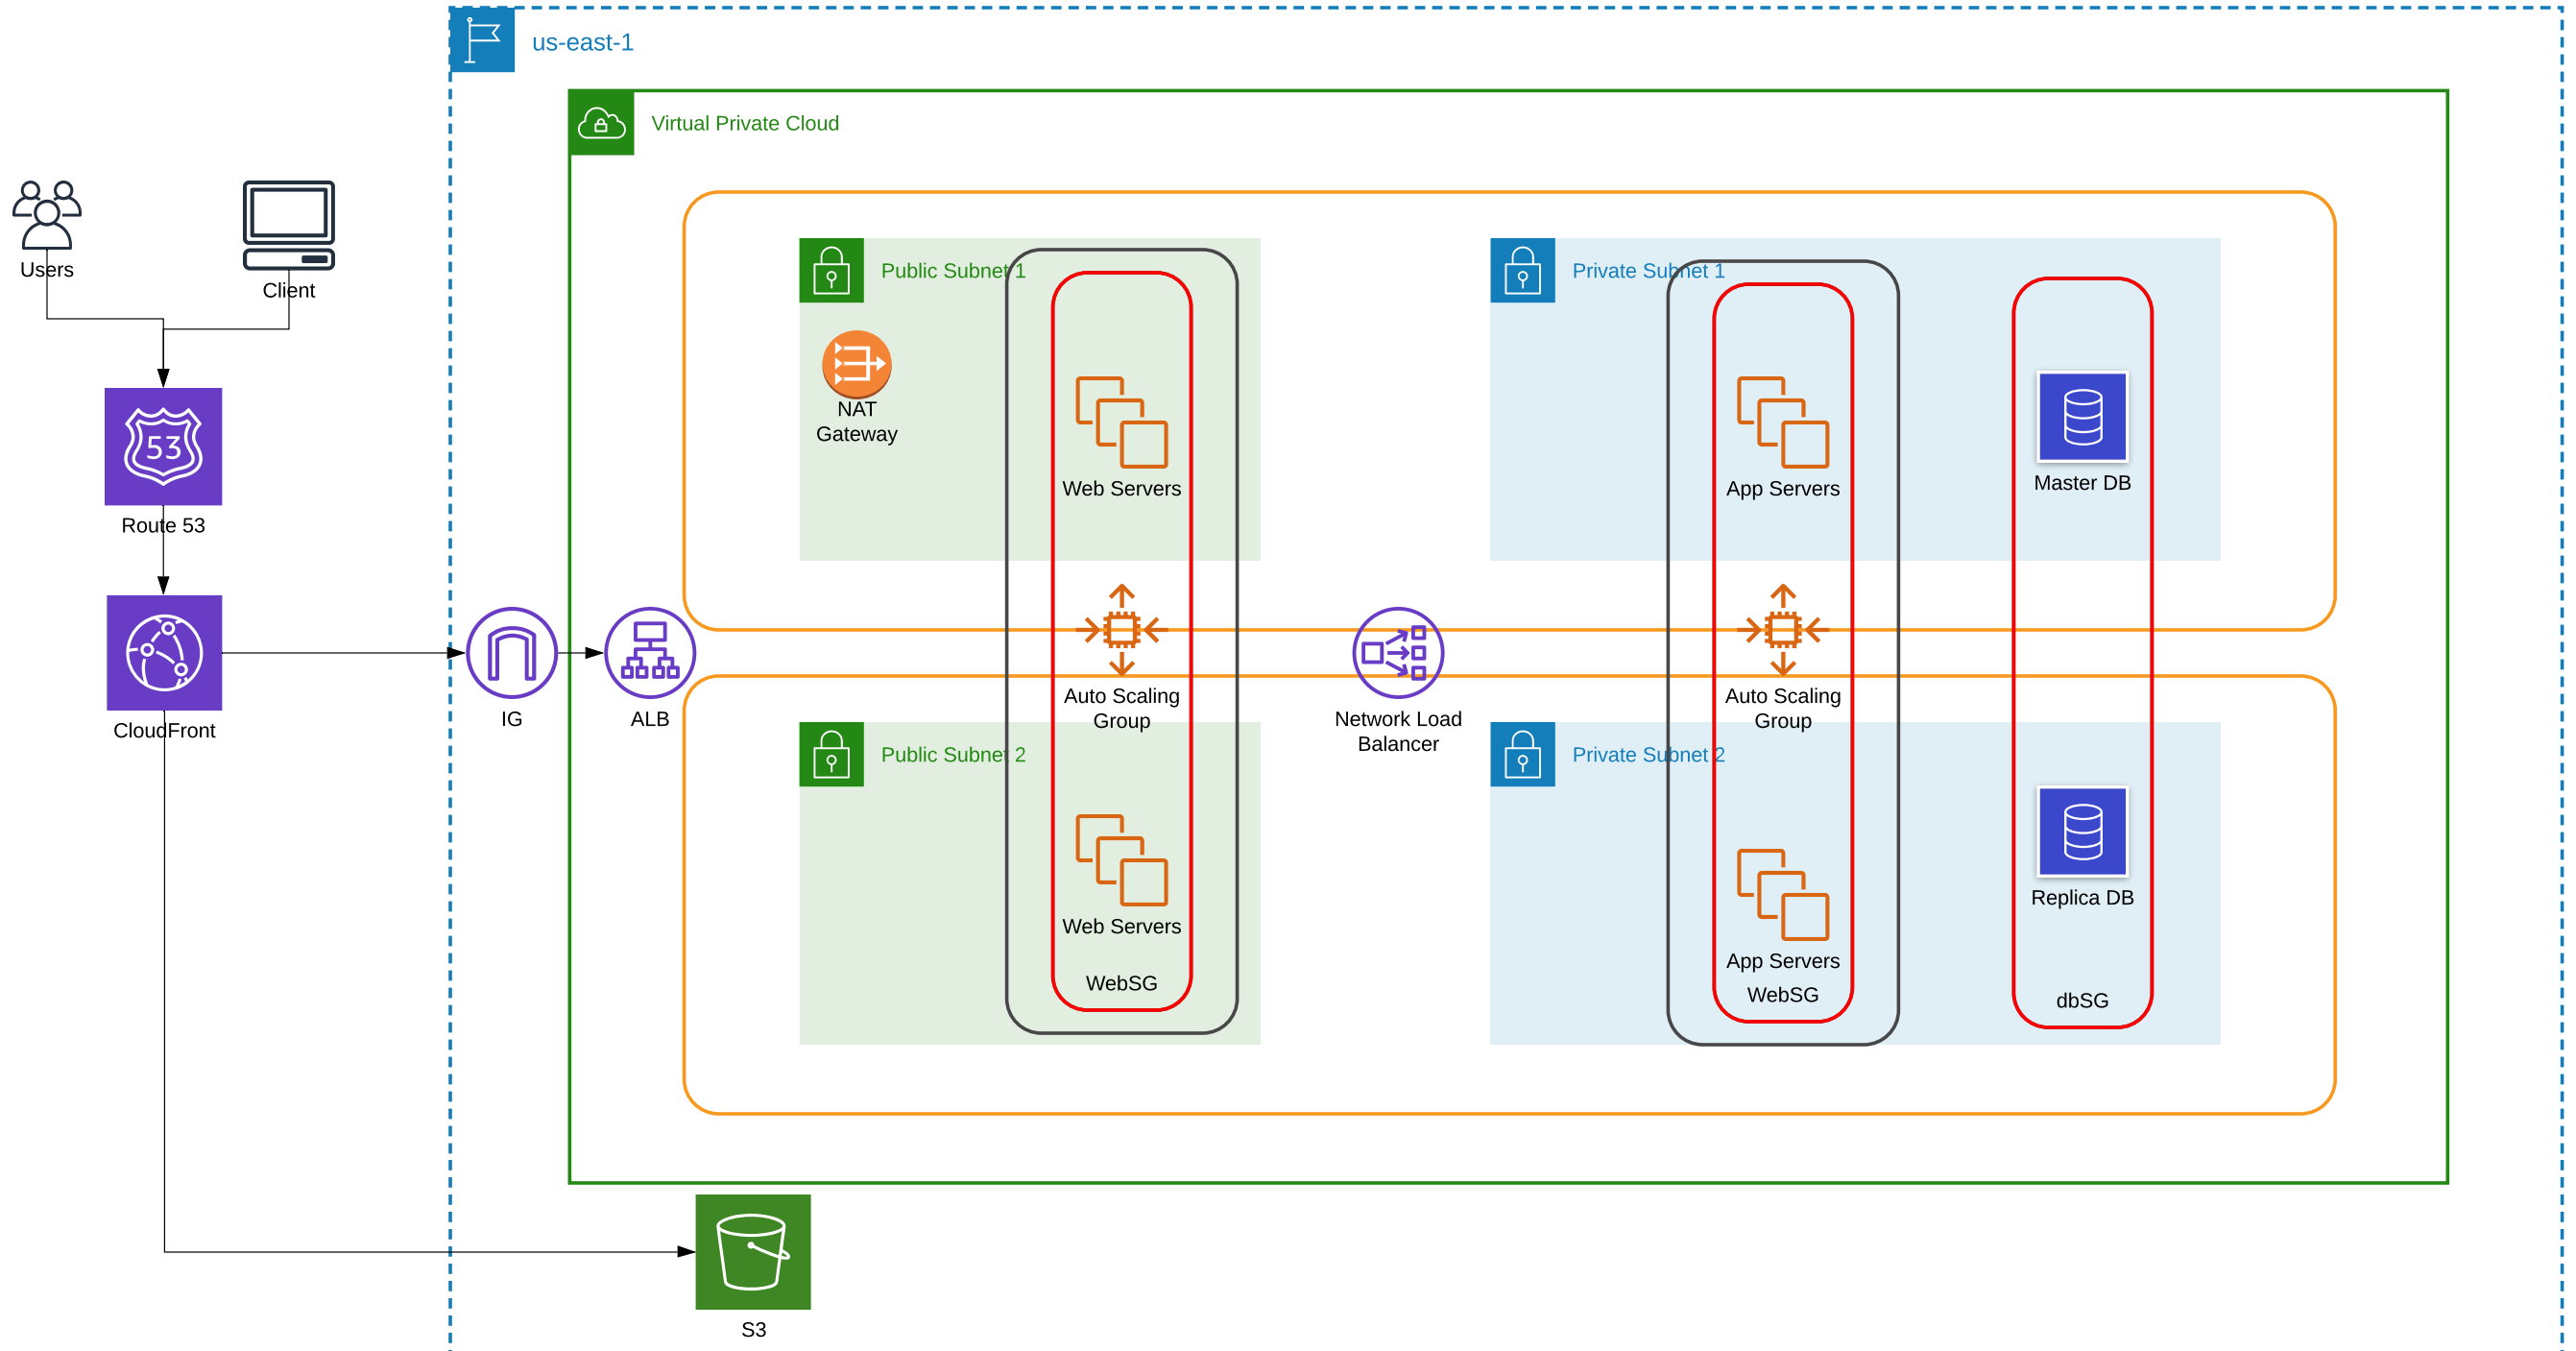 us-east-1
Virtual Private Cloud
Users
Client
Public Subnet 1
Private Subnet 1
NAT
Gateway
Web Servers
App Servers
Master DB
53
Route 53
CloudFront
IG
ALB
Auto Scaling
Group
Network Load
Balancer
Auto Scaling
Group
Public Subnet 2
Private Subnet 2
Web Servers
App Servers
Replica DB
WebSG
WebSG
dbSG
S3